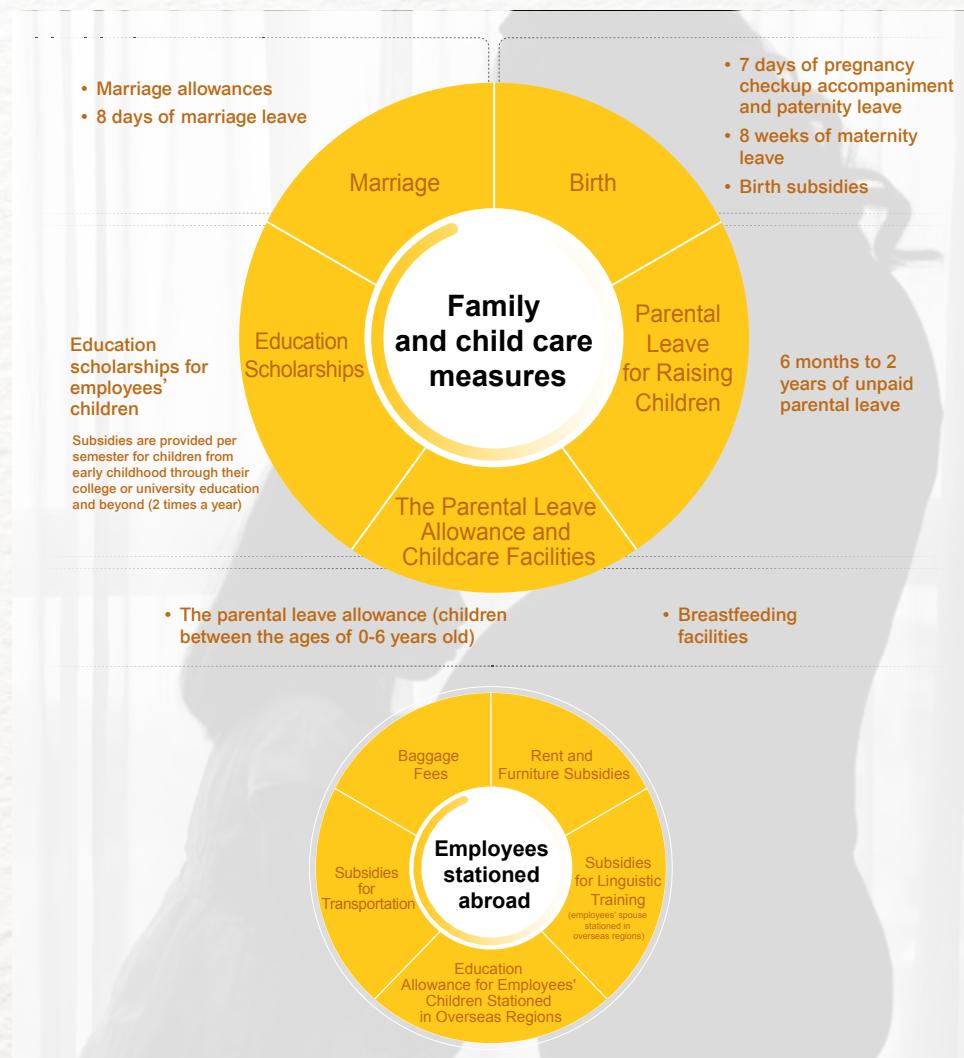 • Marriage allowances
• 8 days of marriage leave
• 7 days of pregnancy
checkup accompaniment
and paternity leave
• 8 weeks of maternity
leave
• Birth subsidies
Marriage
Birth
Family
and child care
measures
Education
Scholarships
Parental
Leave
for Raising
Children
Education
scholarships for
employees’
children
Subsidies are provided per
semester for children from
early childhood through their
college or university education
and beyond (2 times a year)
6 months to 2
years of unpaid
parental leave
The Parental Leave
Allowance and
Childcare Facilities
• The parental leave allowance (children
between the ages of 0-6 years old)
• Breastfeeding
facilities
Baggage
Fees
Rent and
Furniture Subsidies
Employees
stationed
abroad
Subsidies
for
Transportation
Subsidies
for Linguistic
Training
(employees' spouse
stationed in
overseas regions)
Education
Allowance for Employees'
Children Stationed
in Overseas Regions